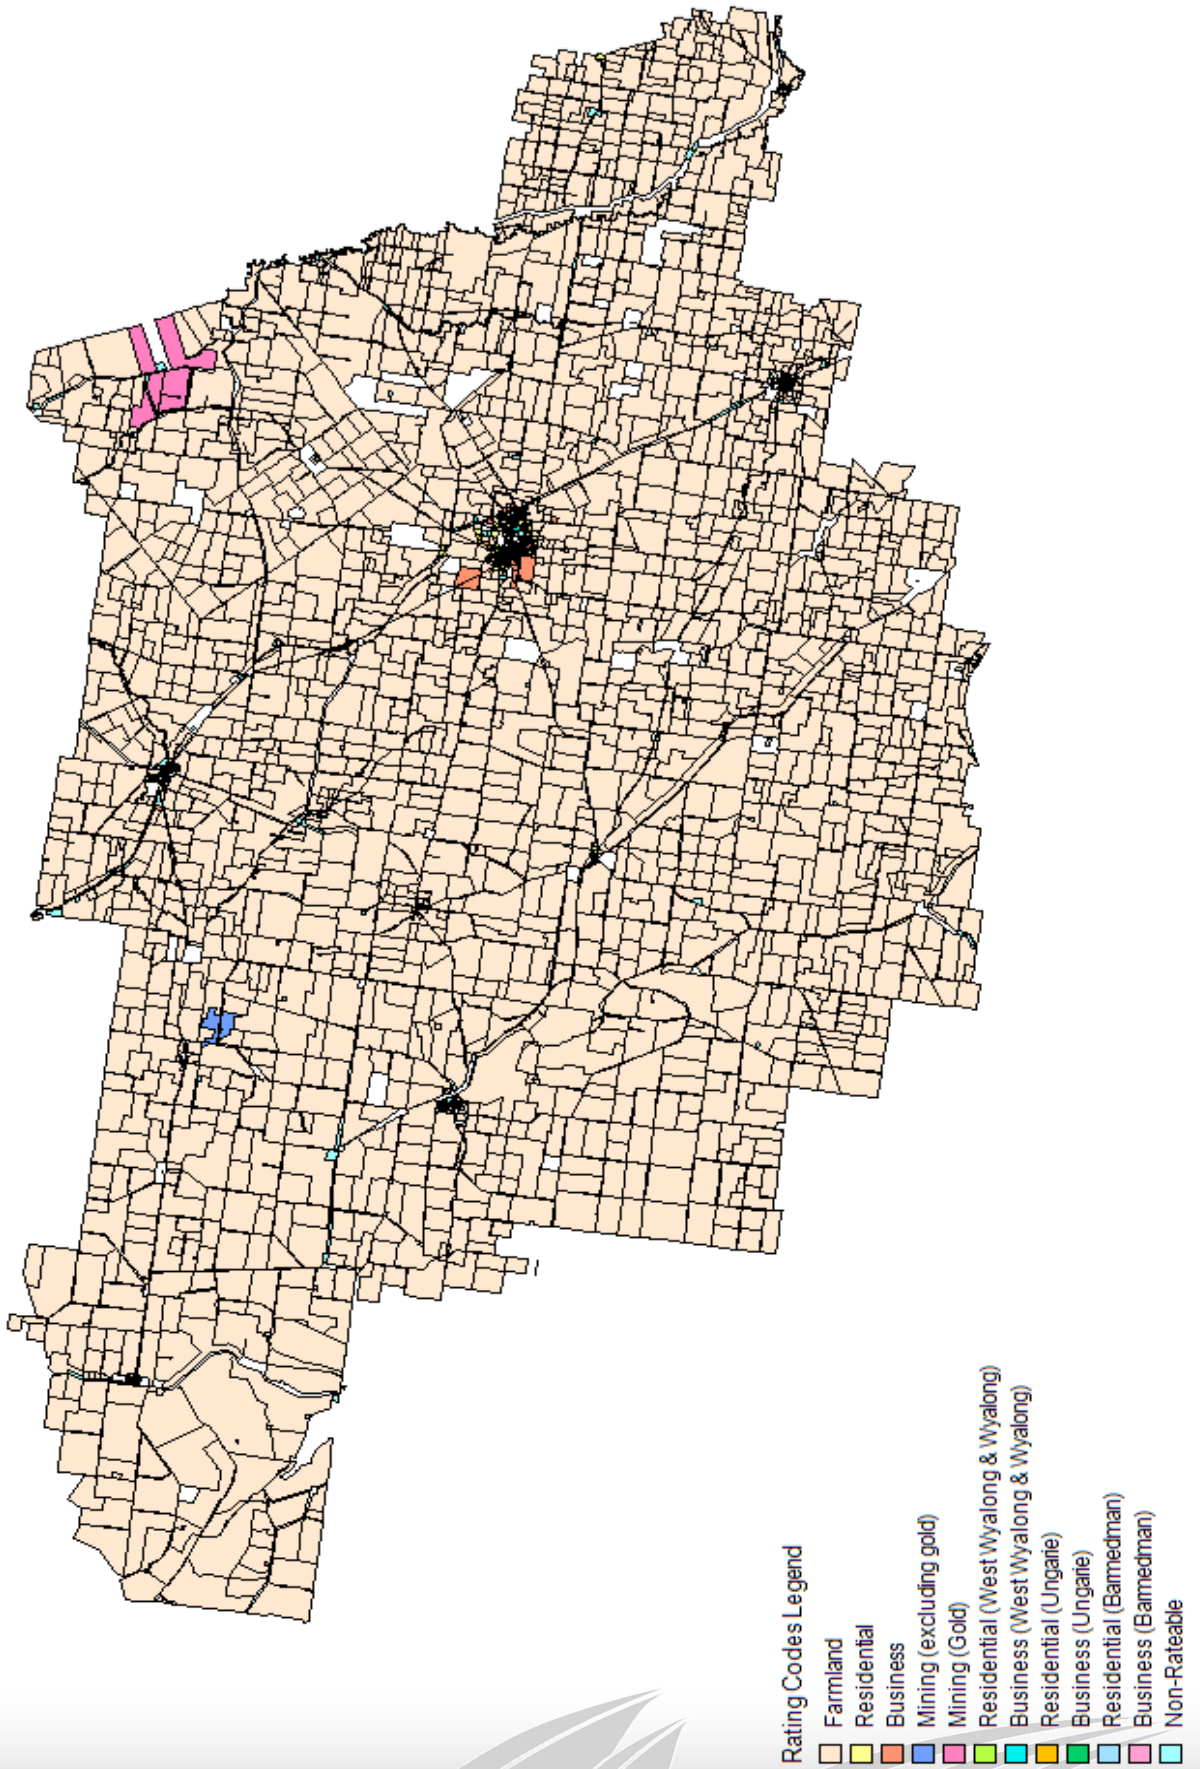 Rating Codes Legend
Farmland
Residential
Business
Mining (excluding gold)
Mining (Gold)
Residential (West Wyalong & Wyalong)
Business (West Wyalong & Wyalong)
Residential (Ungarie)
Business (Ungarie)
Residential (Barmedman)
Business (Barmedman)
Non-Rateable